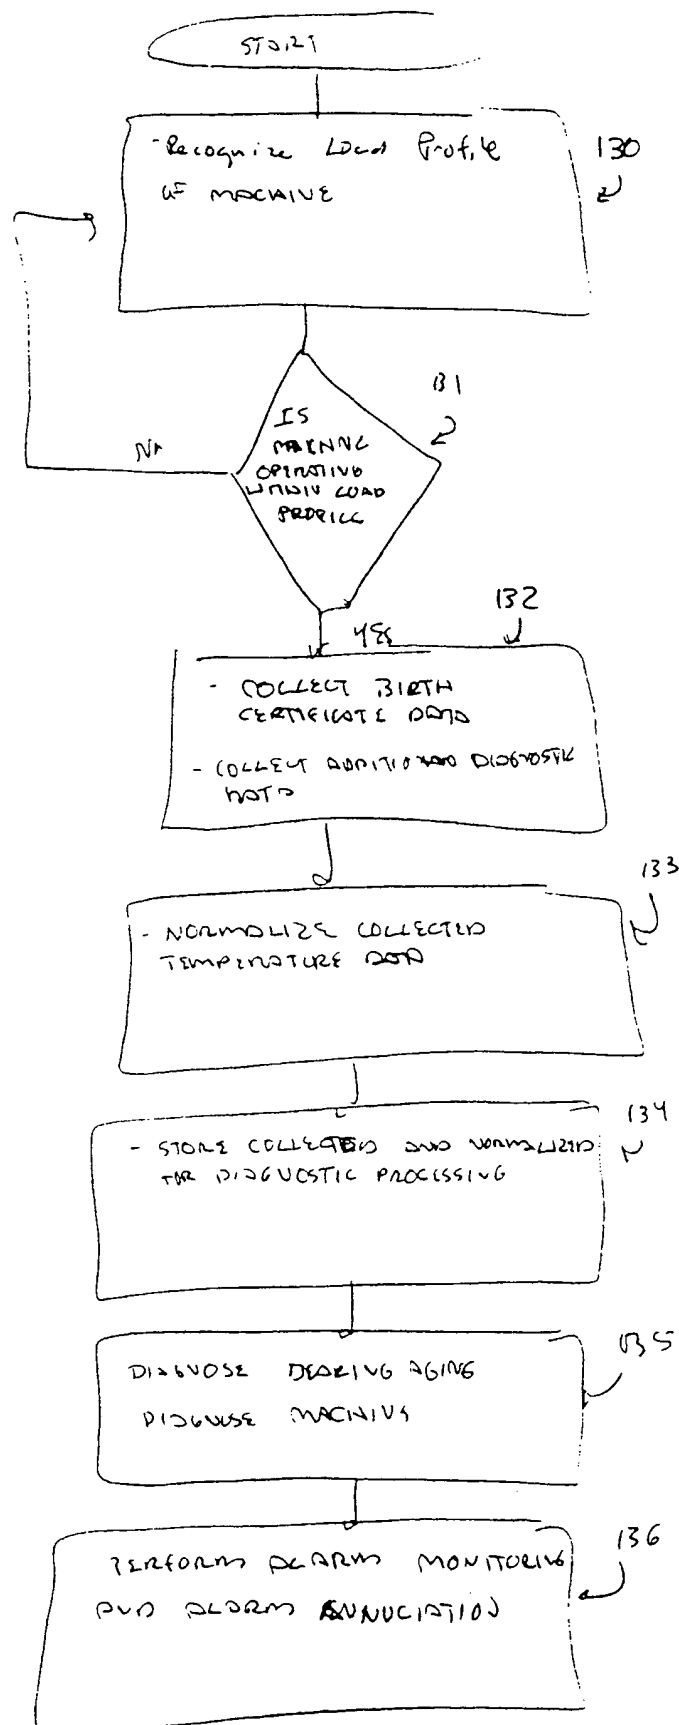 START
- Recognize Load Profile
OF MACHINE
130
131
IS
MACHINE
OPERATING
WITHIN LOAD
PROFILE
NO
YES
132
- COLLECT BIRTH
CERTIFICATE DATA
- COLLECT ADDITIONAL DIAGNOSTIC
DATA
133
- NORMALIZE COLLECTED
TEMPERATURE DATA
134
- STORE COLLECTED AND NORMALIZED
FOR DIAGNOSTIC PROCESSING
135
DIAGNOSE BEARING AGING
DIAGNOSE MACHINE
136
PERFORM ALARM MONITORING
AND ALARM ANNUCIATION